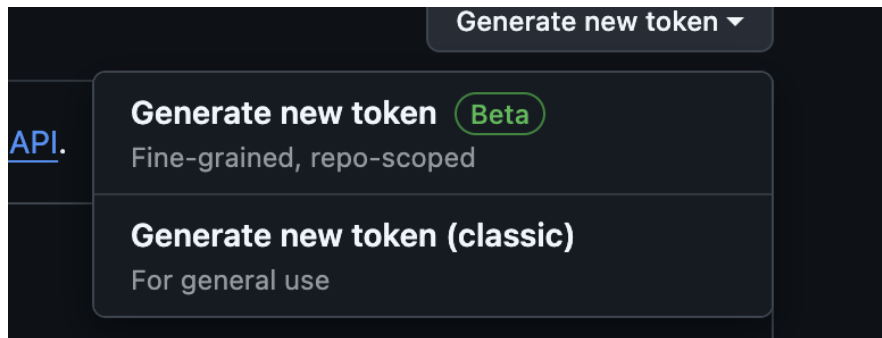 Generate new token
Generate new token Beta
API.
Fine-grained, repo-scoped
Generate new token (classic)
For general use